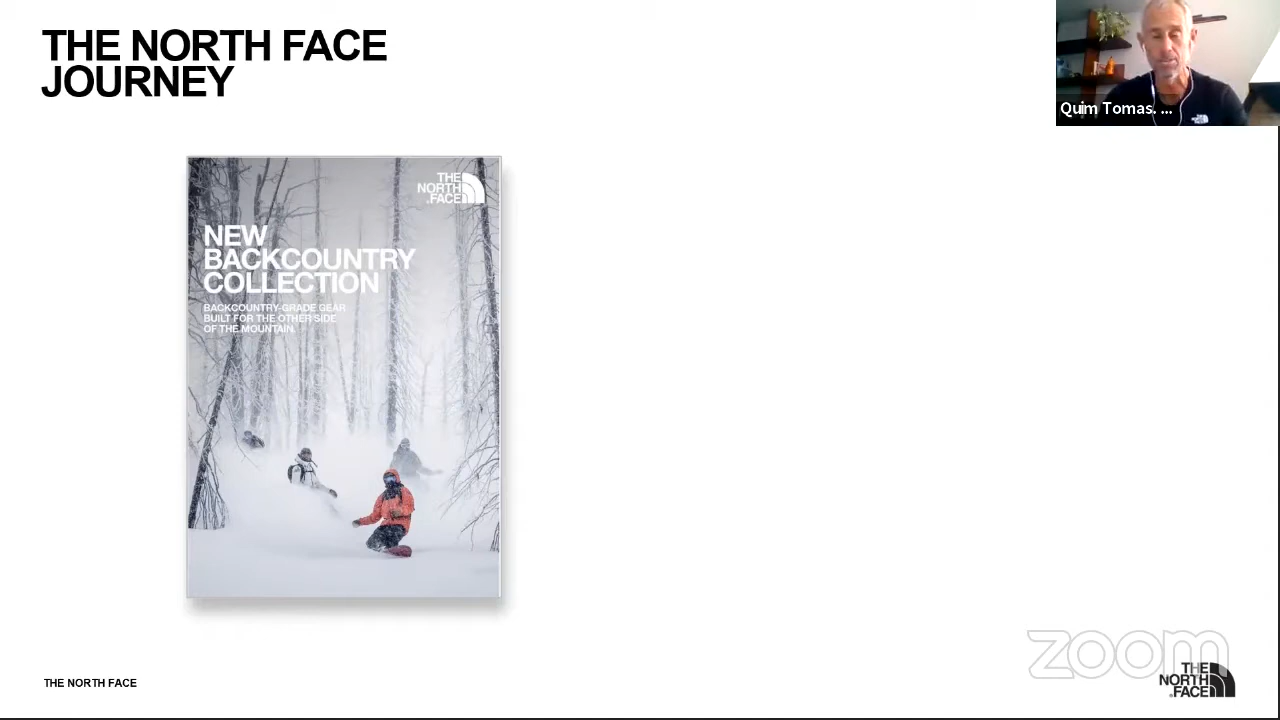 THE NORTH FACE
JOURNEY
Quim Tomas. ...
THE
NORTH
FACE
NEW
BACKCOUNTRY
COLLECTION
BACKCOUNTRY-GRADE GEAR
BUILT FOR THE OTHER SIDE
OF THE MOUNTAIN.
zoom
THE NORTH FACE
THE
NORTH
FACE